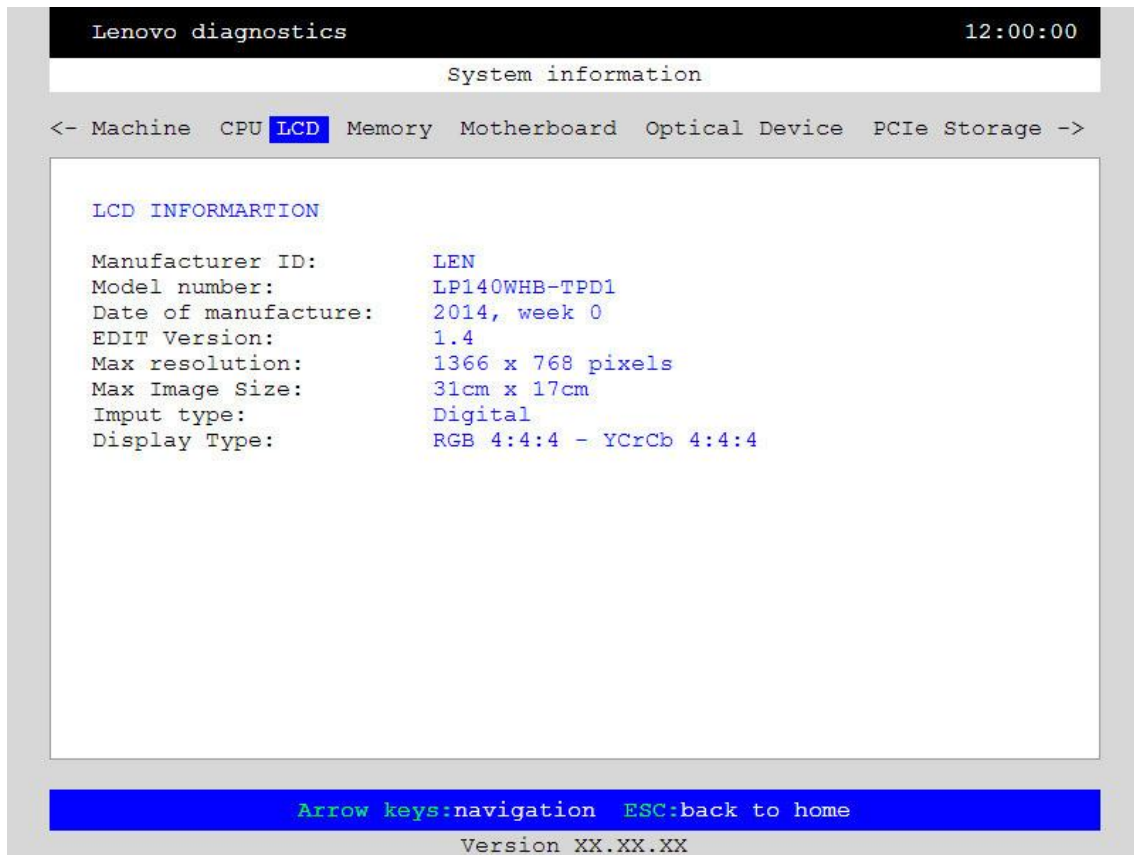 Lenovo diagnostics 12:00:00
System information
<- Machine CPU LCD Memory Motherboard Optical Device PCIe Storage ->
LCD INFORMARTION
Manufacturer ID: LEN
Model number: LP140WHB-TPD1
Date of manufacture: 2014, week 0
EDIT Version: 1.4
Max resolution: 1366 x 768 pixels
Max Image Size: 31cm x 17cm
Imput type: Digital
Display Type: RGB 4:4:4 - YCrCb 4:4:4
Arrow keys:navigation ESC:back to home
Version XX.XX.XX